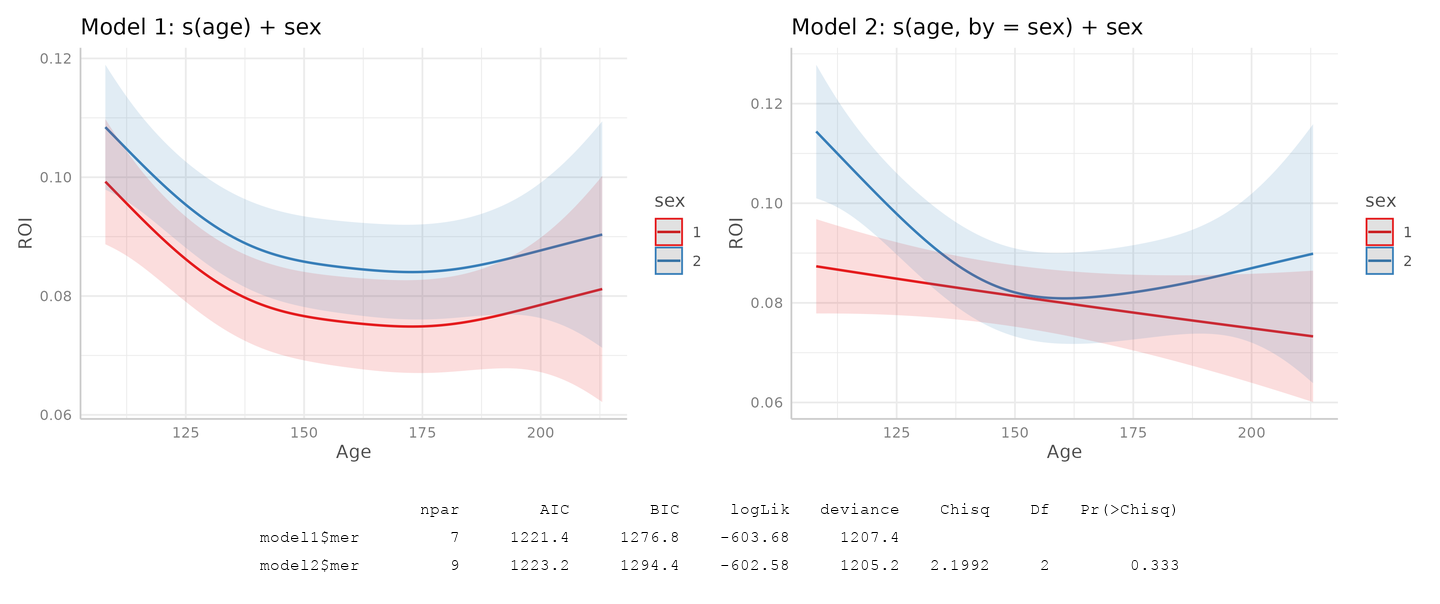 Model 1: s(age) + sex
0.12
0.10
0.08
0.06
ROI
125 150 175 200
Age
sex
1
2
Model 2: s(age, by = sex) + sex
0.12
0.10
0.08
0.06
ROI
125 150 175 200
Age
sex
1
2
npar AIC BIC logLik deviance Chisq Df Pr(>Chisq)
model1$mer 7 1221.4 1276.8 -603.68 1207.4
model2$mer 9 1223.2 1294.4 -602.58 1205.2 2.1992 2 0.333